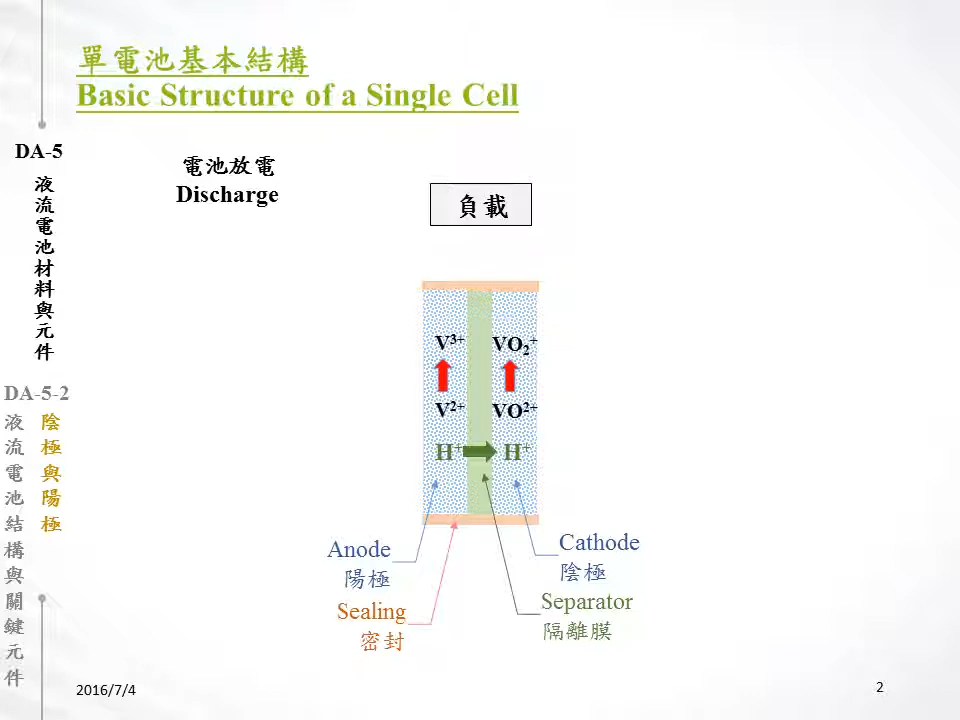 單電池基本結構
Basic Structure of a Single Cell
DA-5
液流電池材料與元件
DA-5-2
液流電池結構與關鍵元件
陰極與陽極
電池放電
Discharge
負載
V³⁺
VO₂⁺
V²⁺
VO²⁺
H⁺
H⁺
Anode
陽極
Cathode
陰極
Sealing
密封
Separator
隔離膜
2016/7/4
2